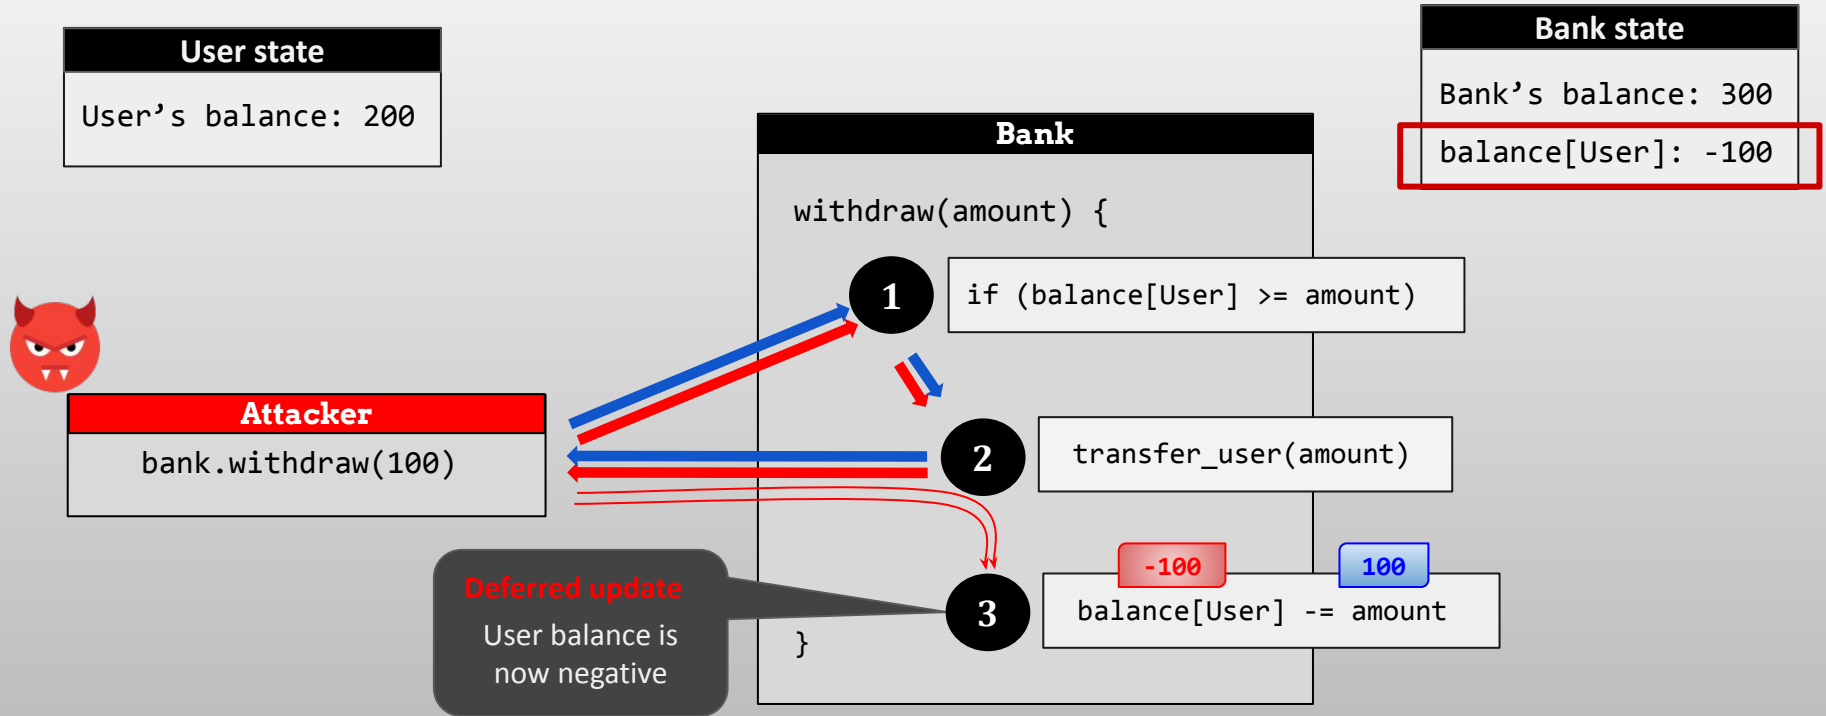 User state
User’s balance: 200
Bank state
Bank’s balance: 300
balance[User]: -100
Bank
withdraw(amount) {
1
if (balance[User] >= amount)
Attacker
bank.withdraw(100)
2
transfer_user(amount)
-100
100
3
balance[User] -= amount
Deferred update
User balance is
now negative
}